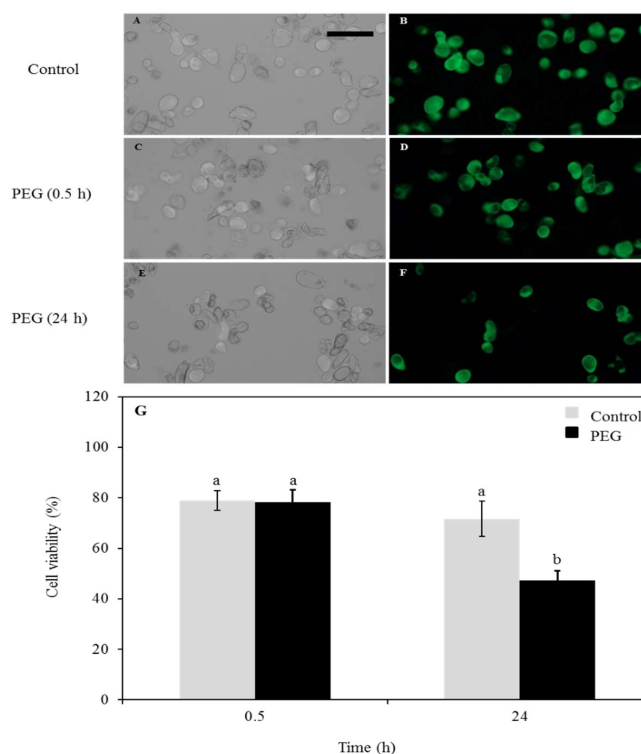 A
B
Control
C
D
PEG (0.5 h)
E
F
PEG (24 h)
120
G
Control
PEG
100
80
60
40
20
0
a
a
a
b
Cell viability (%)
0.5
24
Time (h)